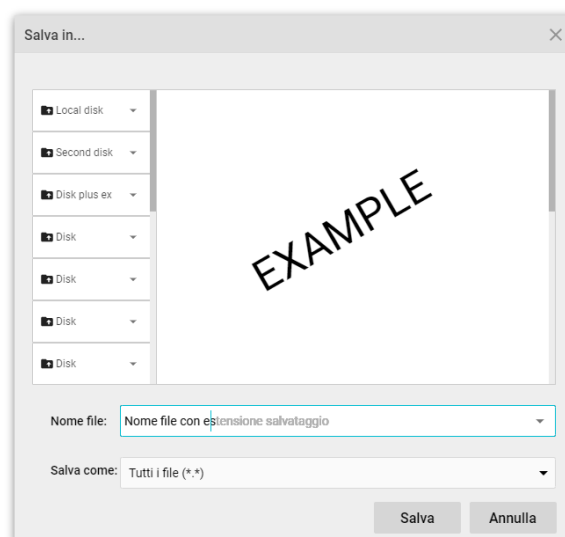 Salva in...
Local disk
Second disk
Disk plus ex
Disk
Disk
Disk
Disk
EXAMPLE
Nome file: Nome file con estensione salvataggio
Salva come: Tutti i file (*.*)
Salva Annulla